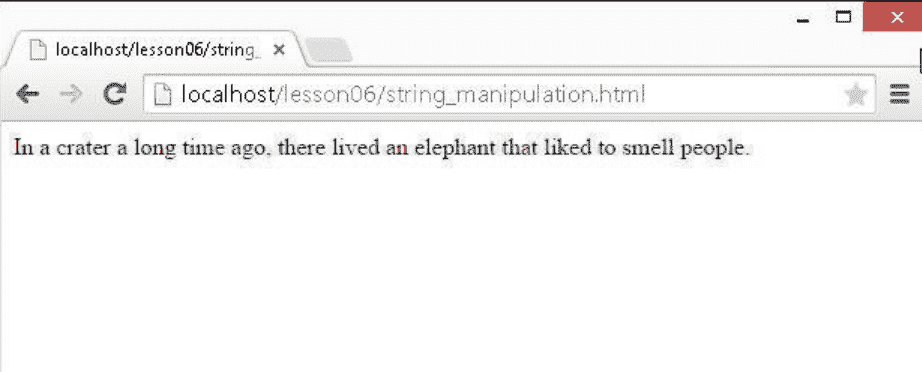 localhost/lesson06/string_
localhost/lesson06/string_manipulation.html
In a crater a long time ago, there lived an elephant that liked to smell people.